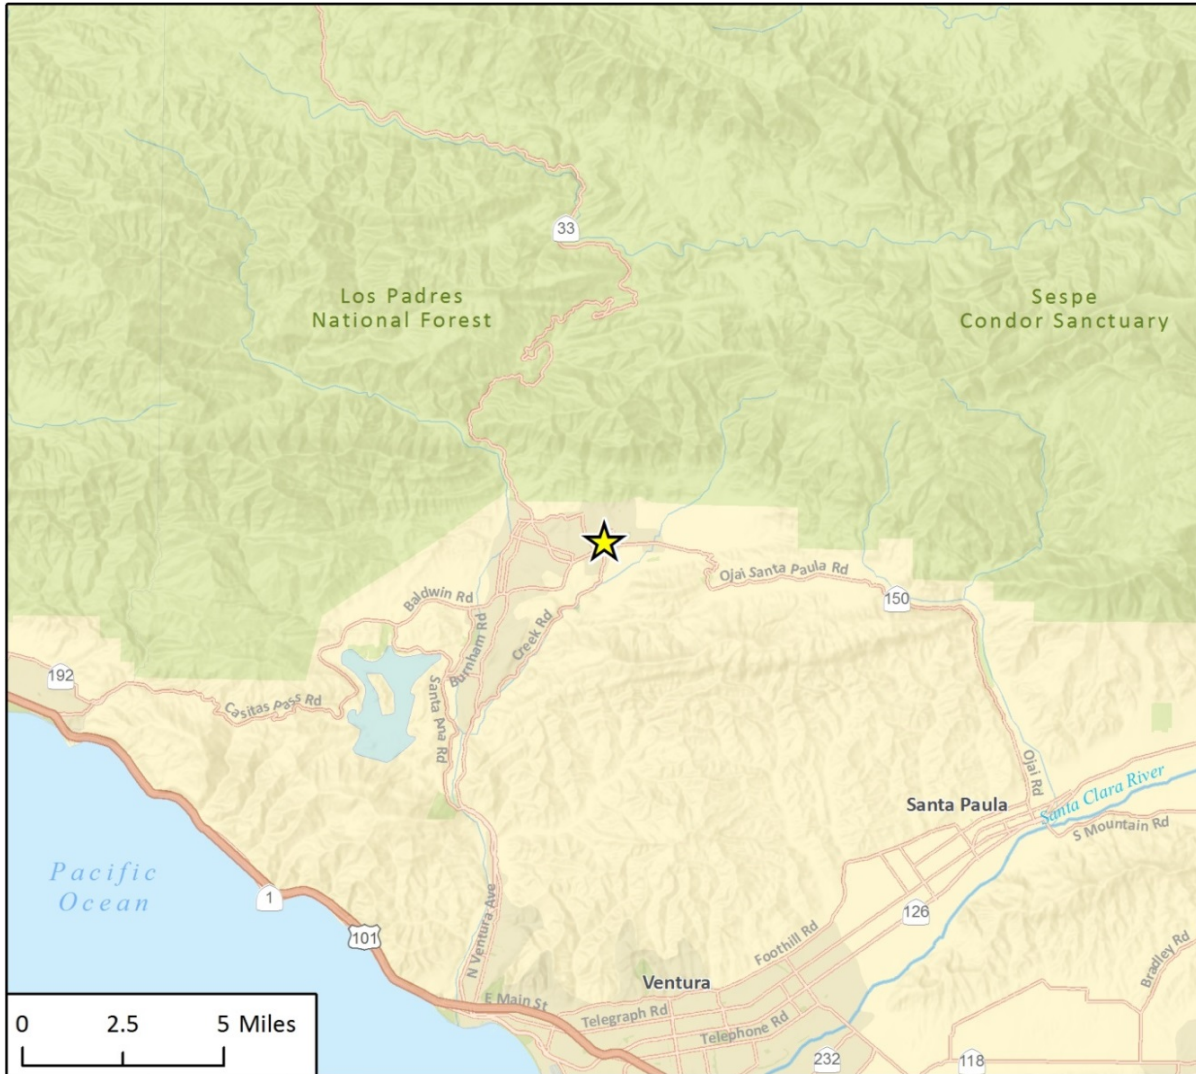 33
Los Padres
National Forest
Sespe
Condor Sanctuary
Ojai Santa Paula Rd
150
Baldwin Rd
Burnham Rd
Creek Rd
192
Casitas Pass Rd
Santa Ana Rd
Ojai Rd
Santa Paula
Santa Clara River
S Mountain Rd
Pacific
Ocean
1
101
N Ventura Ave
126
Foothill Rd
Bradley Rd
Ventura
E Main St
Telegraph Rd
Telephone Rd
232
118
0 2.5 5 Miles